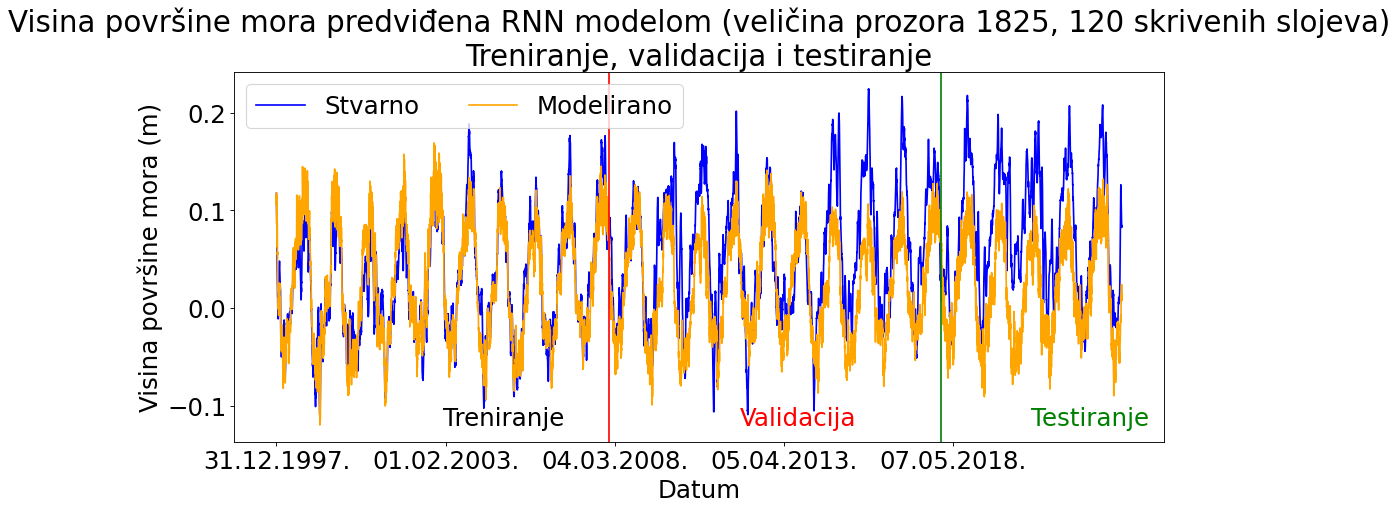 Visina površine mora predviđena RNN modelom (veličina prozora 1825, 120 skrivenih slojeva)
Treniranje, validacija i testiranje
Stvarno
Modelirano
Visina površine mora (m)
0.2
0.1
0.0
−0.1
Treniranje
Validacija
Testiranje
31.12.1997.
01.02.2003.
04.03.2008.
05.04.2013.
07.05.2018.
Datum